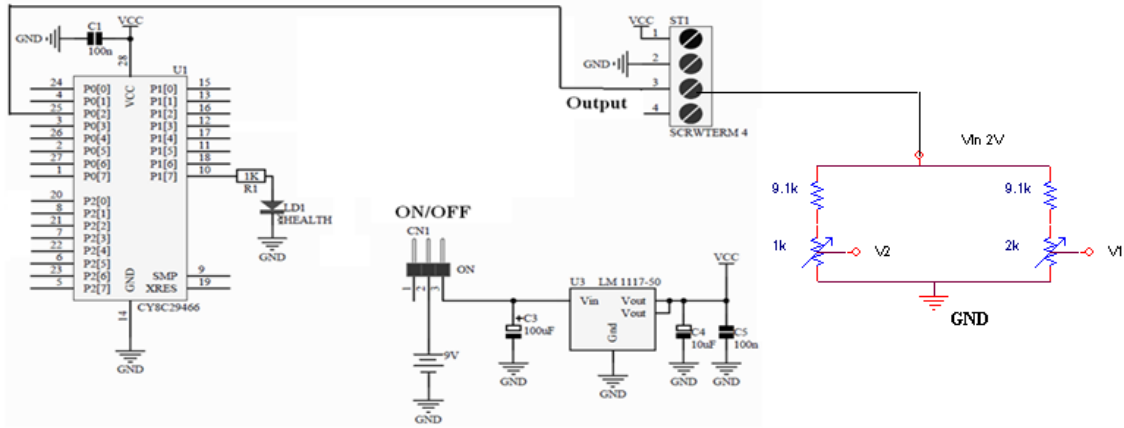 C1
VCC
GND
100n
28
U1
24 P0[0] P1[0] 15
4 P0[1] P1[1] 13
25 P0[2] P1[2] 16
3 P0[3] P1[3] 12
26 P0[4] P1[4] 17
2 P0[5] P1[5] 11
27 P0[6] P1[6] 18
1 P0[7] P1[7] 10
VCC
1K
R1
LD1
HEALTH
GND
20 P2[0]
8 P2[1]
21 P2[2]
7 P2[3]
22 P2[4]
6 P2[5]
23 P2[6] SMP 9
5 P2[7] XRES 19
GND
CY8C29466
14
GND
VCC
ST1
1
GND
2
3
Output
4
SCRWTERM 4
ON/OFF
CN1
ON
1
2
3
9V
GND
C3
100uF
GND
U3 LM 1117-50
Vin Vout
Vout
Gnd
GND
VCC
C4
10uF
GND
C5
100n
GND
Vin 2V
9.1k
9.1k
1k
V2
2k
V1
GND